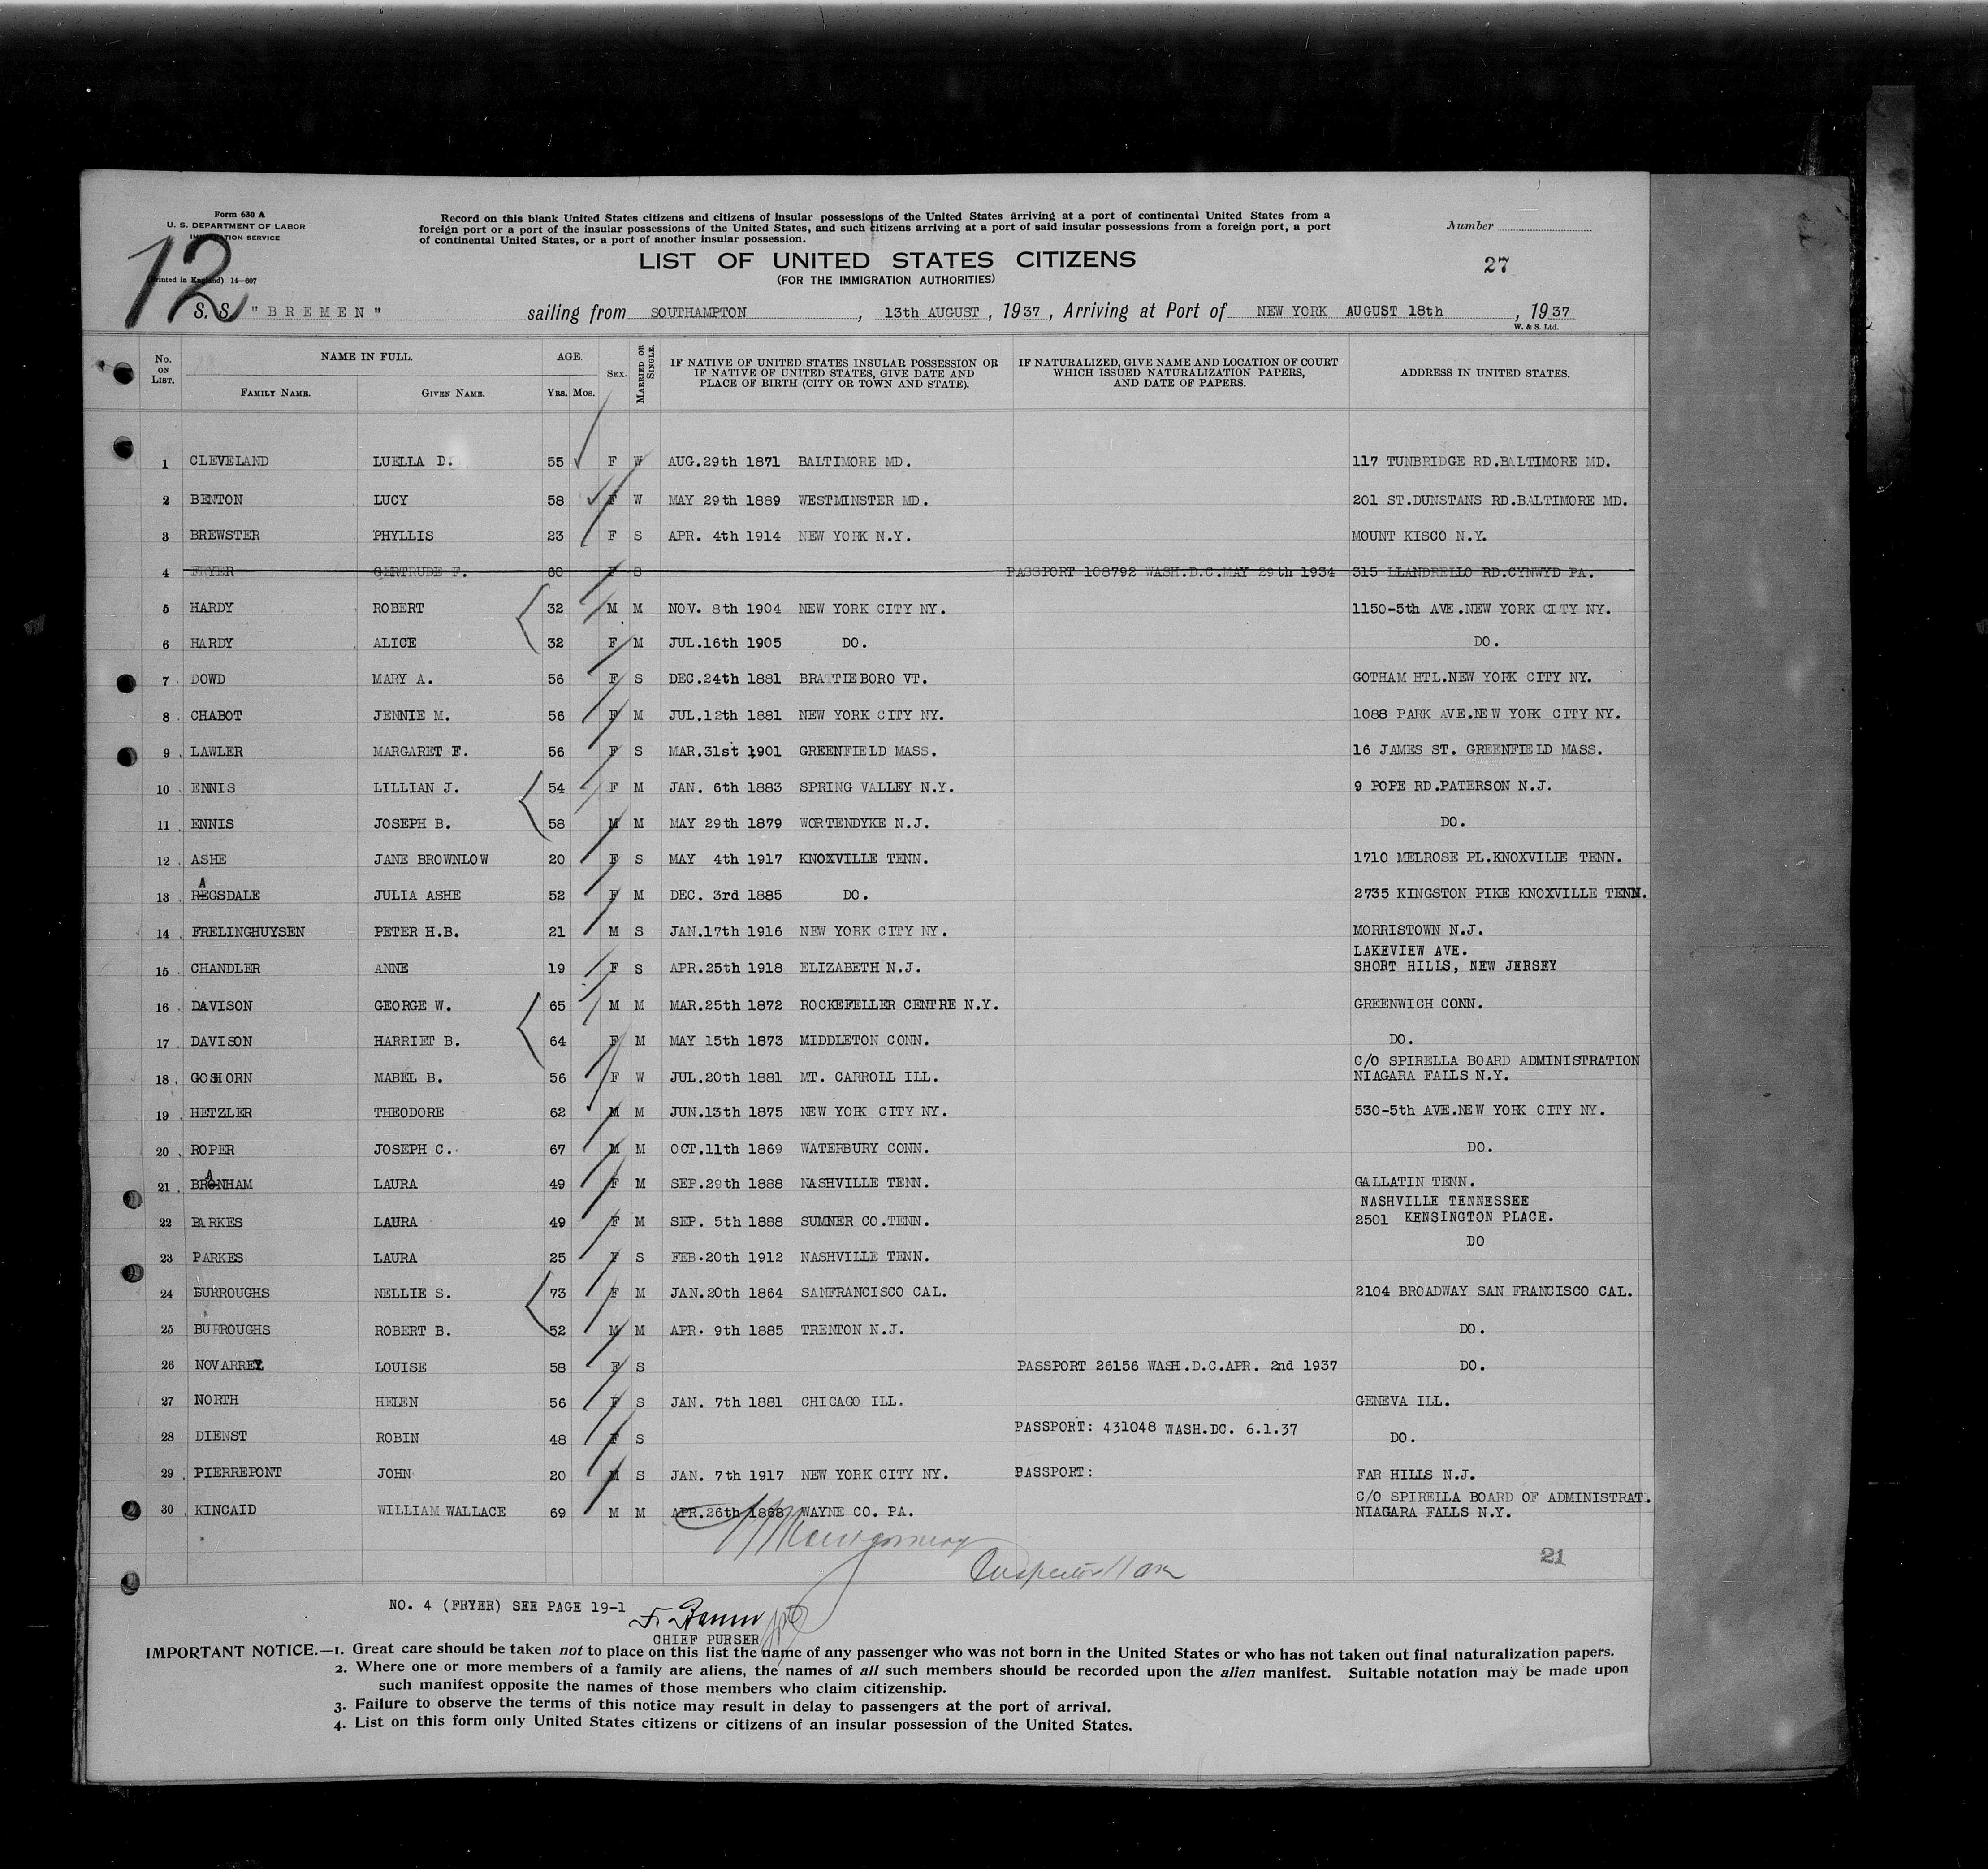 Form 630 A
U. S. DEPARTMENT OF LABOR
IMMIGRATION SERVICE
(Printed in England) 14—607
12
Record on this blank United States citizens and citizens of insular possessions of the United States arriving at a port of continental United States from a
foreign port or a port of the insular possessions of the United States, and such citizens arriving at a port of said insular possessions from a foreign port, a port
of continental United States, or a port of another insular possession.
Number
LIST OF UNITED STATES CITIZENS
(FOR THE IMMIGRATION AUTHORITIES)
27
S. S. "BREMEN" sailing from SOUTHAMPTON, 13th AUGUST, 1937, Arriving at Port of NEW YORK AUGUST 18th, 1937
W. & S. Ltd.
No. ON LIST. NAME IN FULL. AGE. SEX. MARRIED OR SINGLE. IF NATIVE OF UNITED STATES INSULAR POSSESSION OR IF NATIVE OF UNITED STATES, GIVE DATE AND PLACE OF BIRTH (CITY OR TOWN AND STATE). IF NATURALIZED, GIVE NAME AND LOCATION OF COURT WHICH ISSUED NATURALIZATION PAPERS, AND DATE OF PAPERS. ADDRESS IN UNITED STATES.
FAMILY NAME. GIVEN NAME. YRS. MOS.
1 CLEVELAND LUELLA D. 55 F W AUG.29th 1871 BALTIMORE MD. 117 TUNBRIDGE RD.BALTIMORE MD.
2 BENTON LUCY 58 F W MAY 29th 1889 WESTMINSTER MD. 201 ST.DUNSTANS RD.BALTIMORE MD.
3 BREWSTER PHYLLIS 23 F S APR. 4th 1914 NEW YORK N.Y. MOUNT KISCO N.Y.
4 FRYER GERTRUDE F. 60 F S PASSPORT 108792 WASH.D.C.MAY 29th 1934 315 LLANDRELLO RD.CYNWYD PA.
5 HARDY ROBERT 32 M M NOV. 8th 1904 NEW YORK CITY NY. 1150-5th AVE.NEW YORK CITY NY.
6 HARDY ALICE 32 F M JUL.16th 1905 DO. DO.
7 DOWD MARY A. 56 F S DEC.24th 1881 BRATTIEBORO VT. GOTHAM HTL.NEW YORK CITY NY.
8 CHABOT JENNIE M. 56 F M JUL.12th 1881 NEW YORK CITY NY. 1088 PARK AVE.NEW YORK CITY NY.
9 LAWLER MARGARET F. 56 F S MAR.31st 1901 GREENFIELD MASS. 16 JAMES ST. GREENFIELD MASS.
10 ENNIS LILLIAN J. 54 F M JAN. 6th 1883 SPRING VALLEY N.Y. 9 POPE RD.PATERSON N.J.
11 ENNIS JOSEPH B. 58 M M MAY 29th 1879 WORTENDYKE N.J. DO.
12 ASHE JANE BROWNLOW 20 F S MAY 4th 1917 KNOXVILLE TENN. 1710 MELROSE PL.KNOXVILLE TENN.
A
13 REGSDALE JULIA ASHE 52 F M DEC. 3rd 1885 DO. 2735 KINGSTON PIKE KNOXVILLE TENN.
14 FRELINGHUYSEN PETER H.B. 21 M S JAN.17th 1916 NEW YORK CITY NY. MORRISTOWN N.J.
LAKEVIEW AVE.
15 CHANDLER ANNE 19 F S APR.25th 1918 ELIZABETH N.J. SHORT HILLS, NEW JERSEY
16 DAVISON GEORGE W. 65 M M MAR.25th 1872 ROCKEFELLER CENTRE N.Y. GREENWICH CONN.
17 DAVISON HARRIET B. 64 F M MAY 15th 1873 MIDDLETON CONN. DO.
C/O SPIRELLA BOARD ADMINISTRATION
18 GOSHORN MABEL B. 56 F W JUL.20th 1881 MT. CARROLL ILL. NIAGARA FALLS N.Y.
19 HETZLER THEODORE 62 M M JUN.13th 1875 NEW YORK CITY NY. 530-5th AVE.NEW YORK CITY NY.
20 ROPER JOSEPH C. 67 M M OCT.11th 1869 WATERBURY CONN. DO.
A
21 BRONHAM LAURA 49 F M SEP.29th 1888 NASHVILLE TENN. GALLATIN TENN.
NASHVILLE TENNESSEE
22 PARKES LAURA 49 F M SEP. 5th 1888 SUMNER CO.TENN. 2501 KENSINGTON PLACE.
DO
23 PARKES LAURA 25 F S FEB.20th 1912 NASHVILLE TENN.
24 BURROUGHS NELLIE S. 73 F M JAN.20th 1864 SANFRANCISCO CAL. 2104 BROADWAY SAN FRANCISCO CAL.
25 BURROUGHS ROBERT B. 52 M M APR. 9th 1885 TRENTON N.J. DO.
26 NOVARREZ LOUISE 58 F S PASSPORT 26156 WASH.D.C.APR. 2nd 1937 DO.
27 NORTH HELEN 56 F S JAN. 7th 1881 CHICAGO ILL. GENEVA ILL.
28 DIENST ROBIN 48 F S PASSPORT: 431048 WASH.DC. 6.1.37 DO.
29 PIERREPONT JOHN 20 M S JAN. 7th 1917 NEW YORK CITY NY. PASSPORT: FAR HILLS N.J.
C/O SPIRELLA BOARD OF ADMINISTRAT.
30 KINCAID WILLIAM WALLACE 69 M M APR.26th 1868 WAYNE CO. PA. NIAGARA FALLS N.Y.
Montgomery
Inspector
21
NO. 4 (FRYER) SEE PAGE 19-1
CHIEF PURSER
IMPORTANT NOTICE.—1. Great care should be taken not to place on this list the name of any passenger who was not born in the United States or who has not taken out final naturalization papers.
2. Where one or more members of a family are aliens, the names of all such members should be recorded upon the alien manifest. Suitable notation may be made upon
such manifest opposite the names of those members who claim citizenship.
3. Failure to observe the terms of this notice may result in delay to passengers at the port of arrival.
4. List on this form only United States citizens or citizens of an insular possession of the United States.